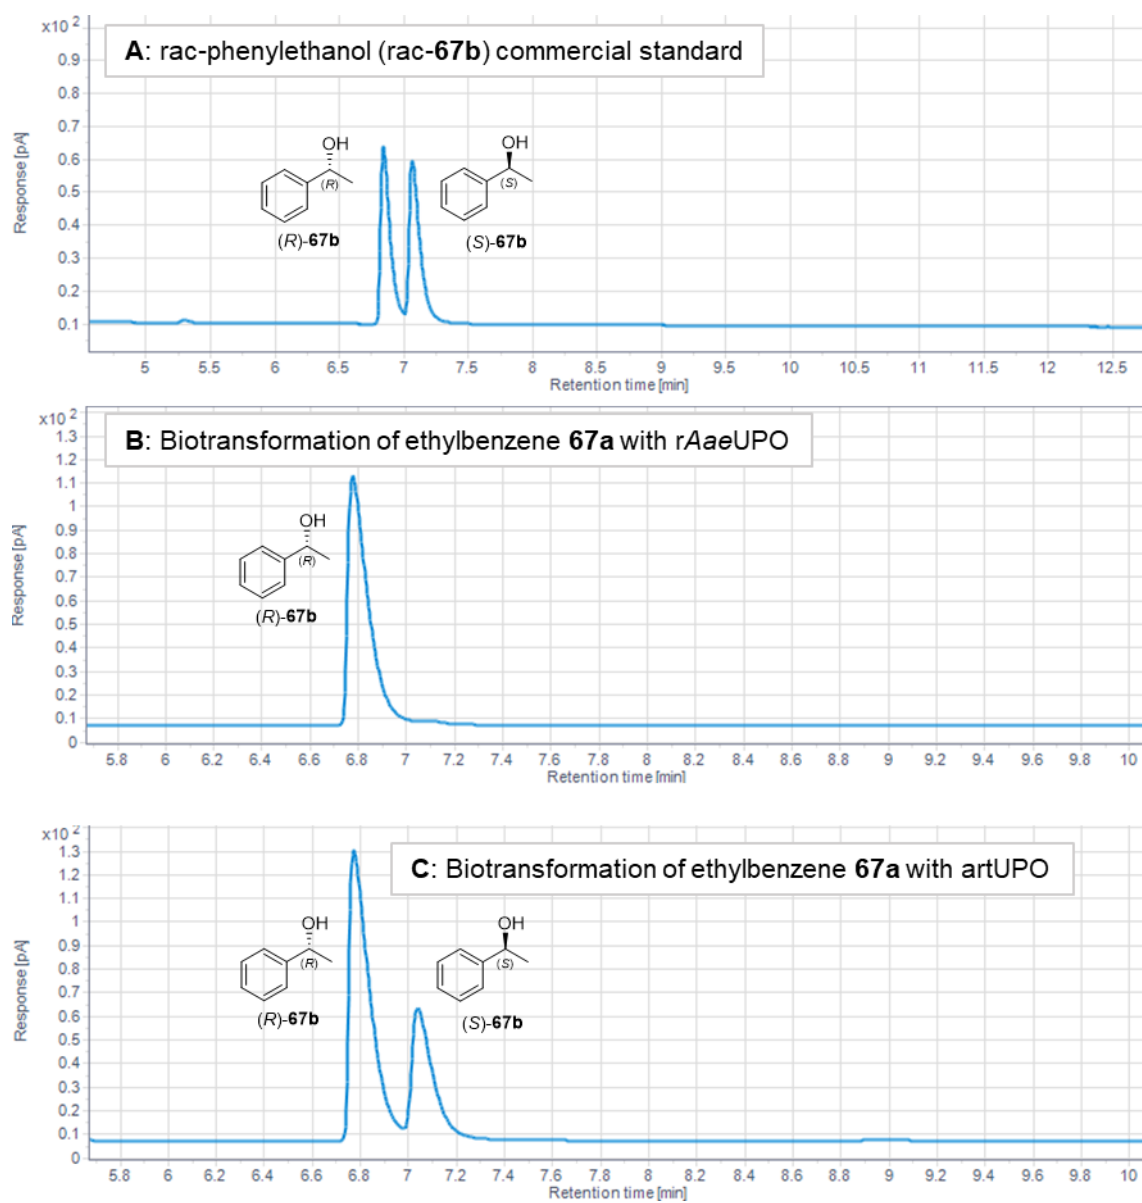 x10 2
A: rac-phenylethanol (rac-67b) commercial standard
0.9
0.8
0.7
0.6
0.5
0.4
0.3
0.2
0.1
Response [pA]
OH
(R)
(R)-67b
OH
(S)
(S)-67b
5 5.5 6 6.5 7 7.5 8 8.5 9 9.5 10 10.5 11 11.5 12 12.5
Retention time [min]
x10 2
B: Biotransformation of ethylbenzene 67a with rAaeUPO
1.3
1.2
1.1
1
0.9
0.8
0.7
0.6
0.5
0.4
0.3
0.2
0.1
0
Response [pA]
OH
(R)
(R)-67b
5.8 6 6.2 6.4 6.6 6.8 7 7.2 7.4 7.6 7.8 8 8.2 8.4 8.6 8.8 9 9.2 9.4 9.6 9.8 10
Retention time [min]
x10 2
C: Biotransformation of ethylbenzene 67a with artUPO
1.3
1.2
1.1
1
0.9
0.8
0.7
0.6
0.5
0.4
0.3
0.2
0.1
0
Response [pA]
OH
(R)
(R)-67b
OH
(S)
(S)-67b
5.8 6 6.2 6.4 6.6 6.8 7 7.2 7.4 7.6 7.8 8 8.2 8.4 8.6 8.8 9 9.2 9.4 9.6 9.8 10
Retention time [min]